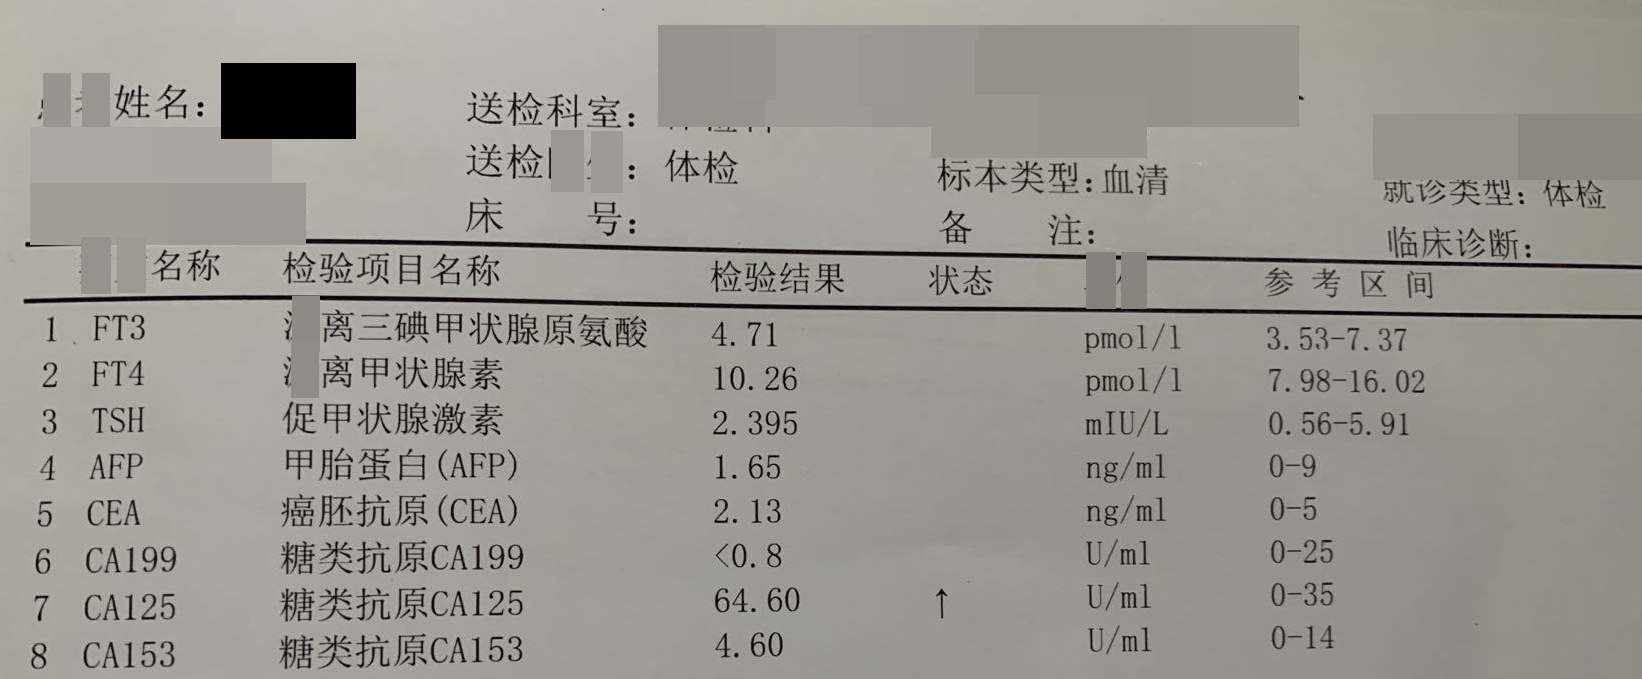 姓名: 送检科室:
送检 : 体检 标本类型:血清 就诊类型: 体检
床 号: 备 注: 临床诊断:
名称 检验项目名称 检验结果 状态 参考区间
1 FT3 离三碘甲状腺原氨酸 4.71 pmol/l 3.53-7.37
2 FT4 离甲状腺素 10.26 pmol/l 7.98-16.02
3 TSH 促甲状腺激素 2.395 mIU/L 0.56-5.91
4 AFP 甲胎蛋白(AFP) 1.65 ng/ml 0-9
5 CEA 癌胚抗原(CEA) 2.13 ng/ml 0-5
6 CA199 糖类抗原CA199 <0.8 U/ml 0-25
7 CA125 糖类抗原CA125 64.60 ↑ U/ml 0-35
8 CA153 糖类抗原CA153 4.60 U/ml 0-14